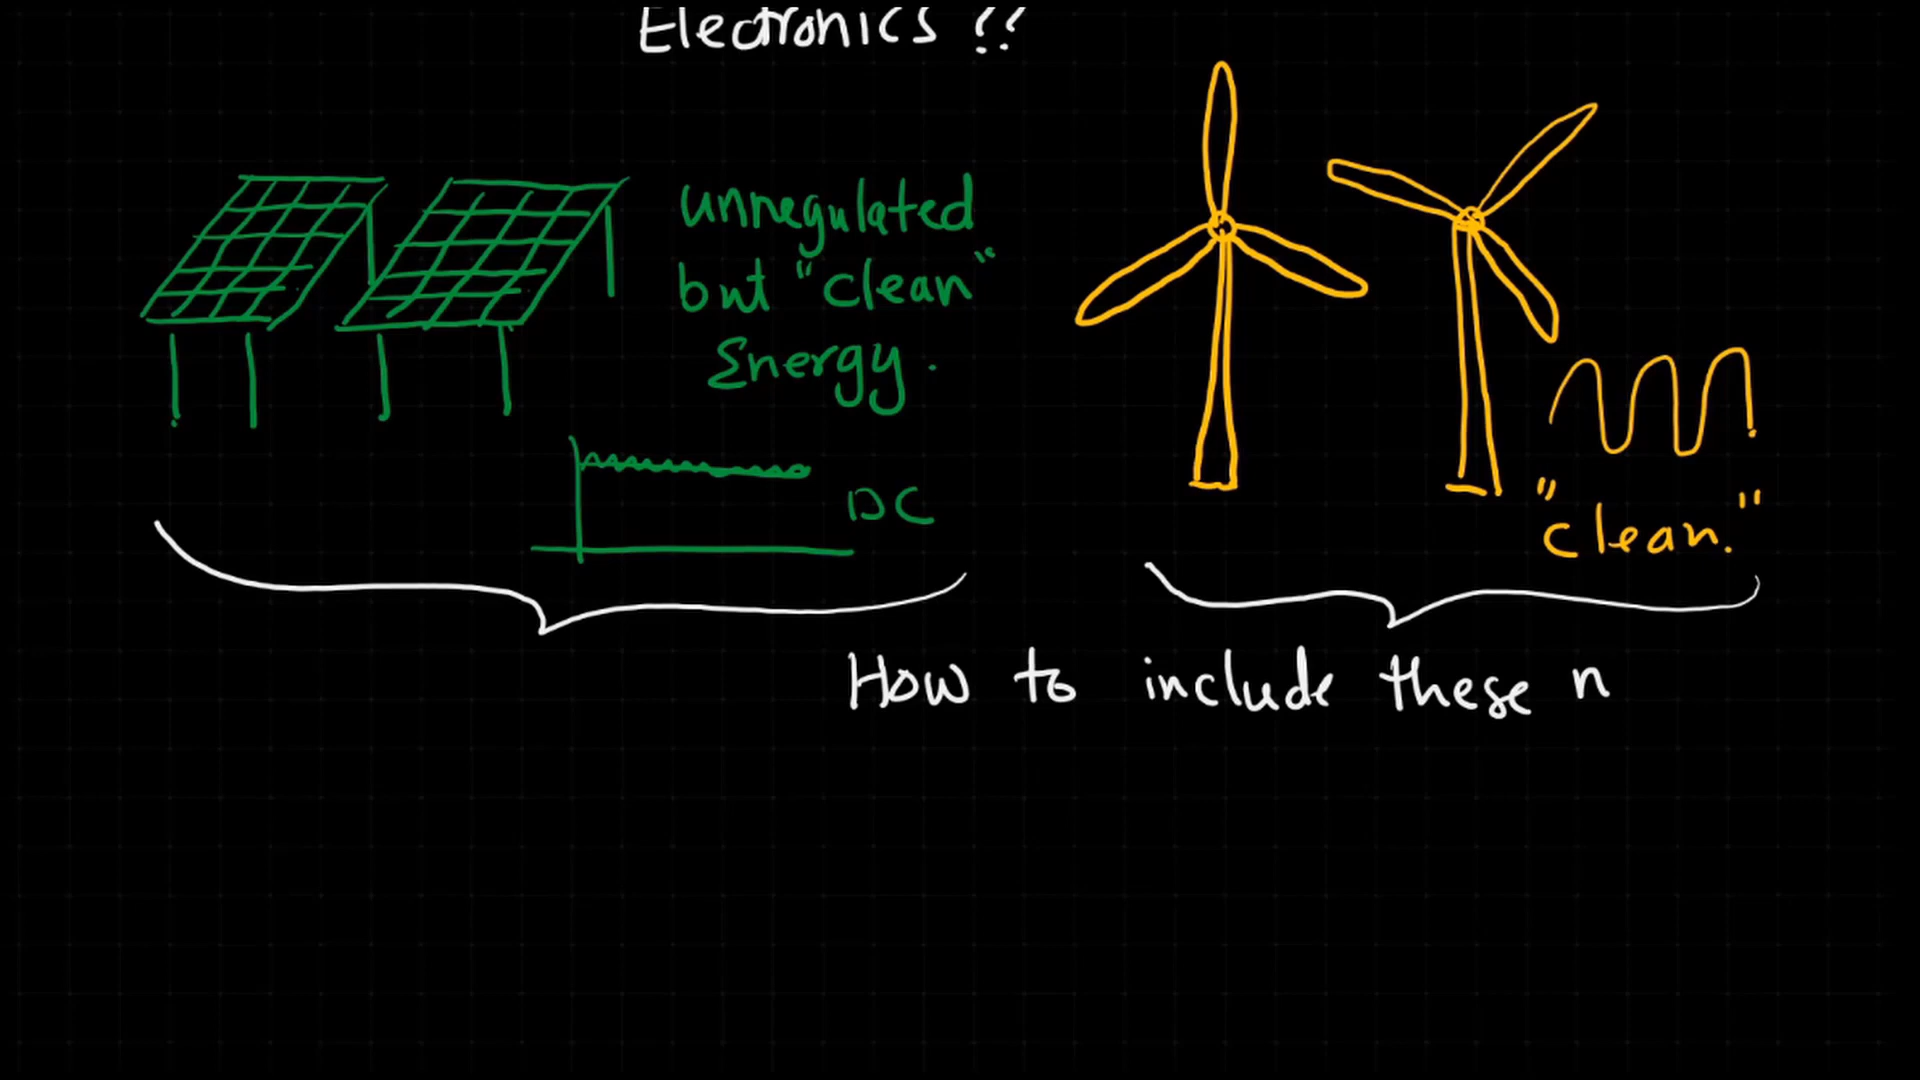 Electronics !?
unregulated
but "clean"
Energy.
DC
"clean."
How to include these n